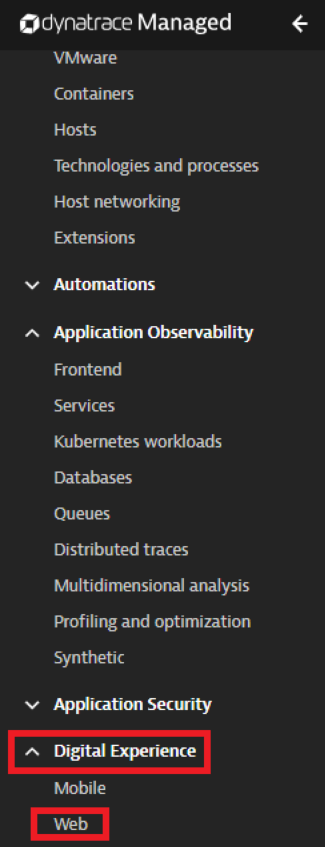 dynatrace Managed
VMware
Containers
Hosts
Technologies and processes
Host networking
Extensions
Automations
Application Observability
Frontend
Services
Kubernetes workloads
Databases
Queues
Distributed traces
Multidimensional analysis
Profiling and optimization
Synthetic
Application Security
Digital Experience
Mobile
Web